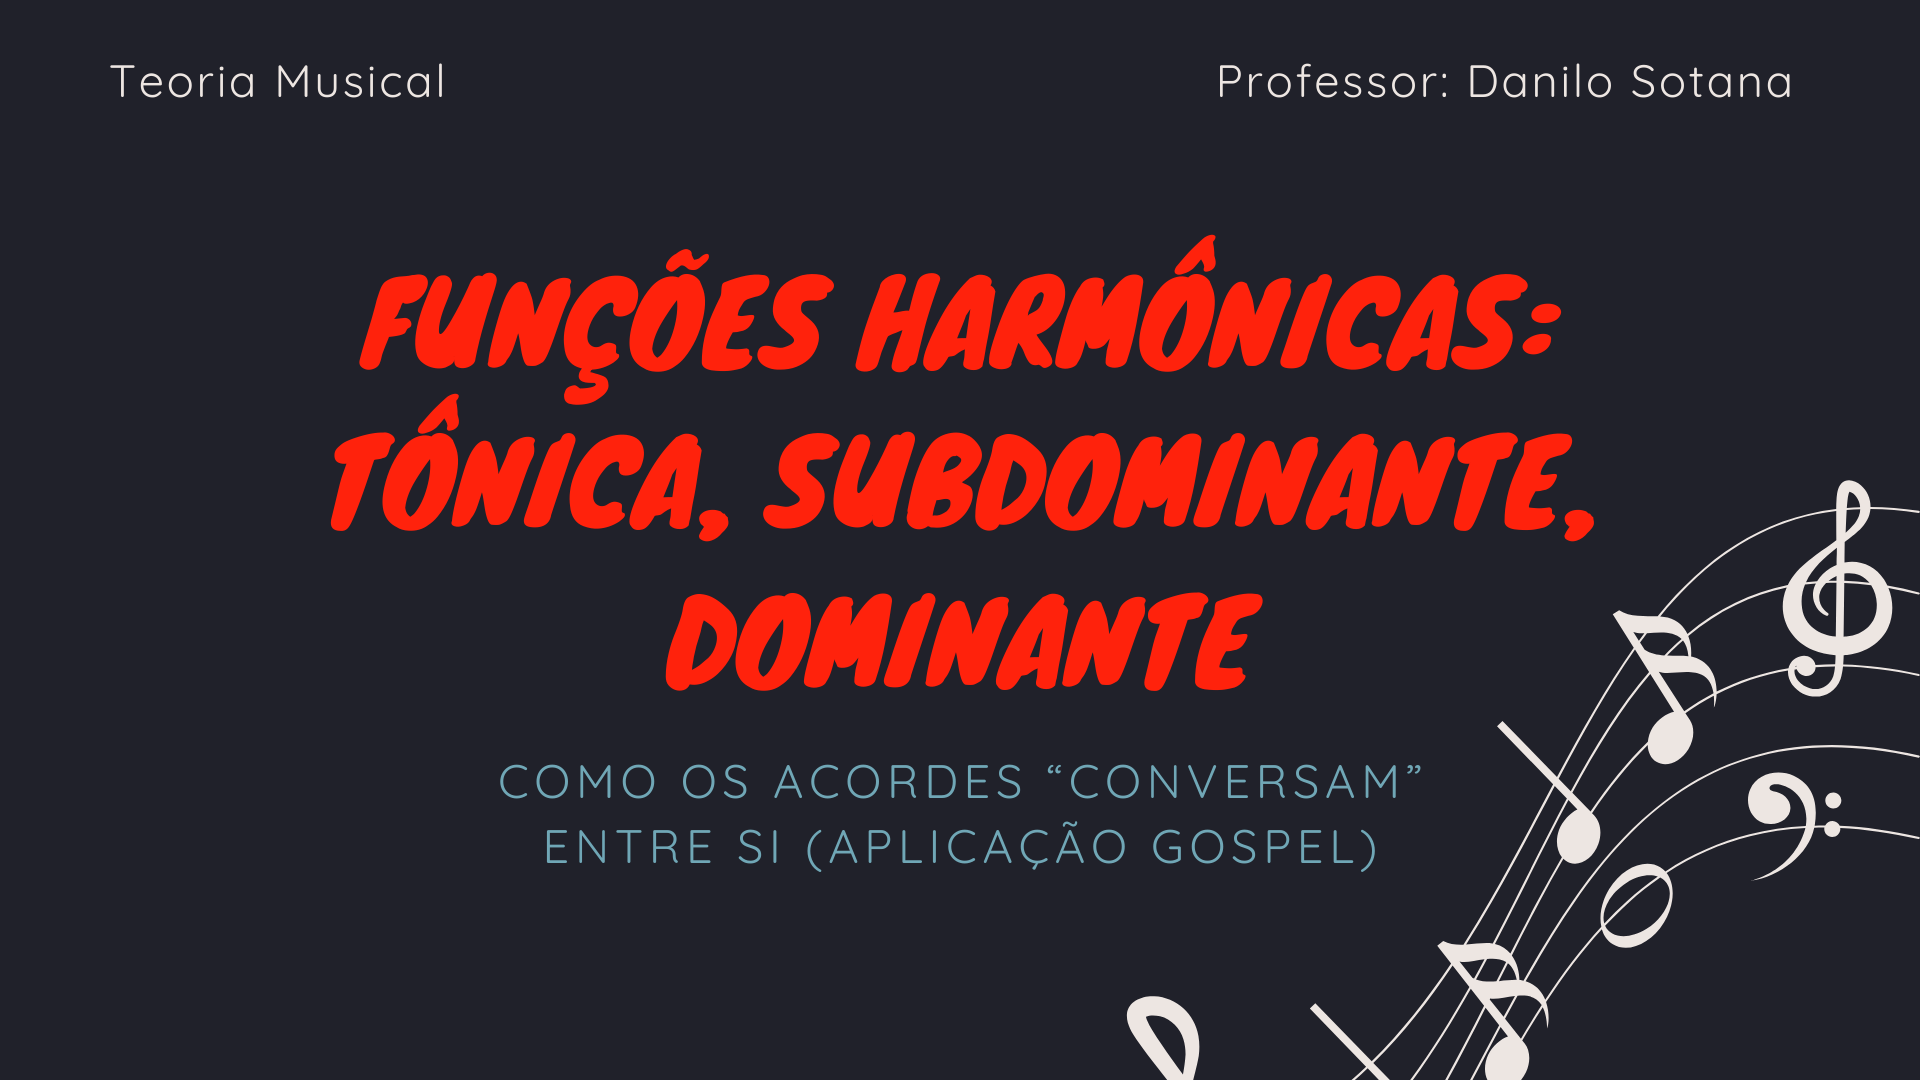 Teoria Musical
Professor: Danilo Sotana
FUNÇÕES HARMÔNICAS:
TÔNICA, SUBDOMINANTE,
DOMINANTE
COMO OS ACORDES “CONVERSAM”
ENTRE SI (APLICAÇÃO GOSPEL)